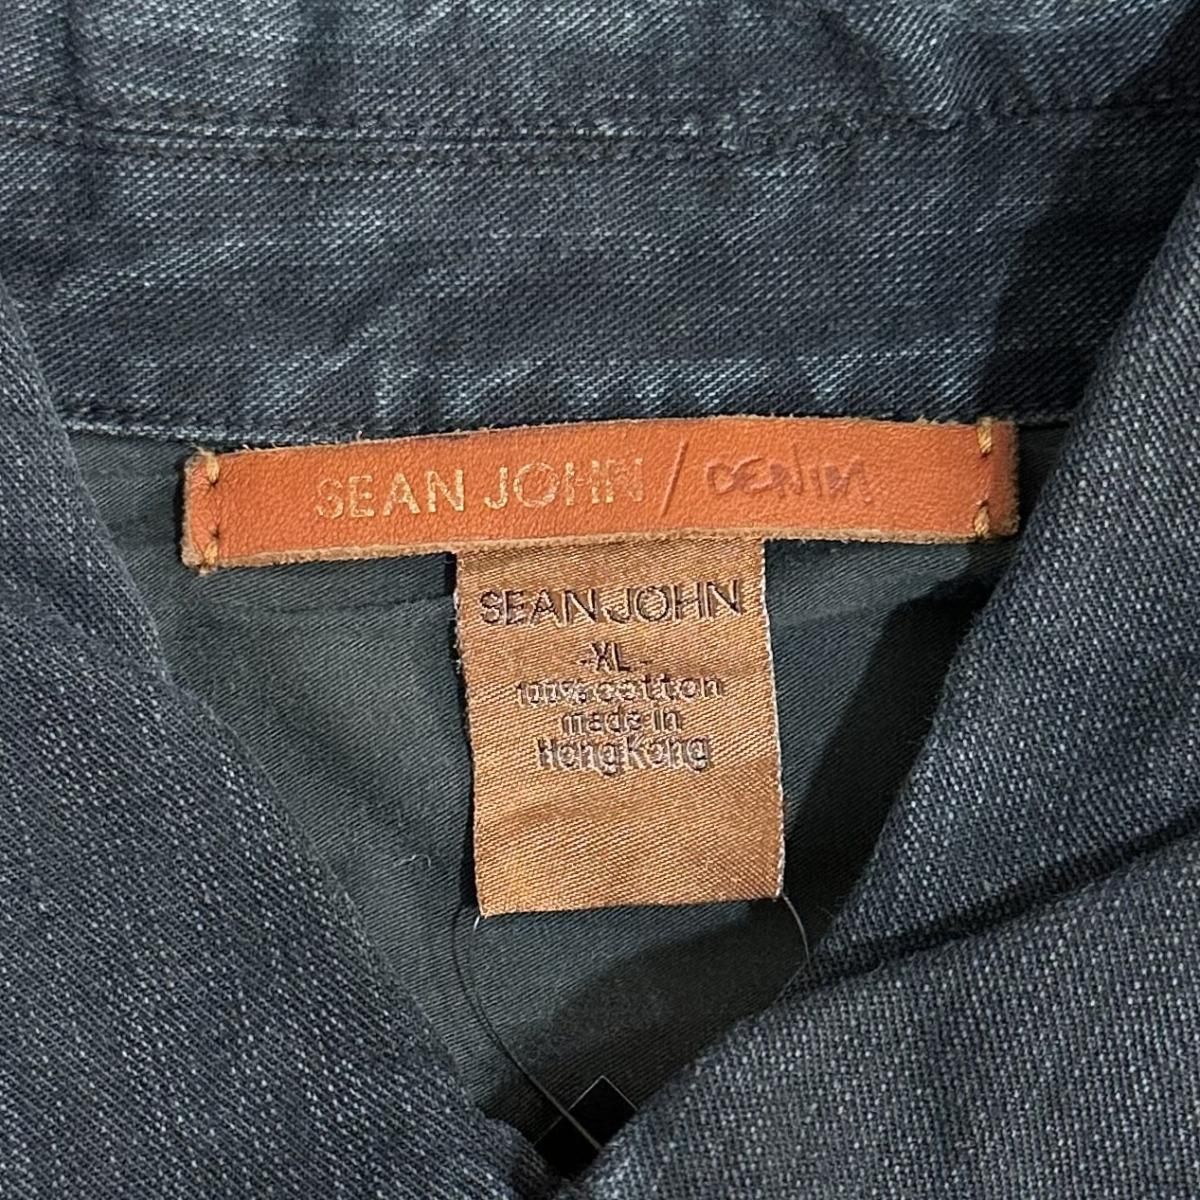 SEAN JOHN / DENIM
SEAN JOHN
-XL-
100% cotton
made in
Hong Kong